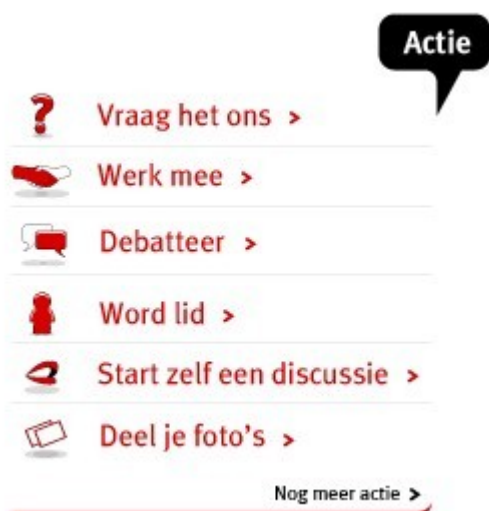 Actie
Vraag het ons >
Werk mee >
Debatteer >
Word lid >
Start zelf een discussie >
Deel je foto's >
Nog meer actie >